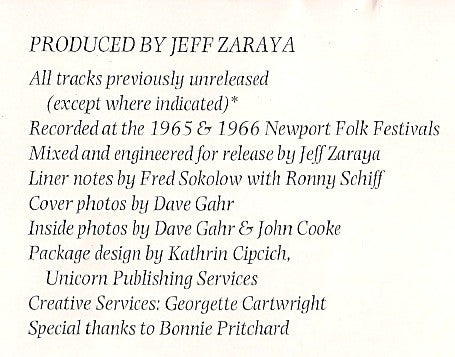 PRODUCED BY JEFF ZARAYA
All tracks previously unreleased
(except where indicated)*
Recorded at the 1965 & 1966 Newport Folk Festivals
Mixed and engineered for release by Jeff Zaraya
Liner notes by Fred Sokolow with Ronny Schiff
Cover photos by Dave Gahr
Inside photos by Dave Gahr & John Cooke
Package design by Kathrin Cipcich,
Unicorn Publishing Services
Creative Services: Georgette Cartwright
Special thanks to Bonnie Pritchard